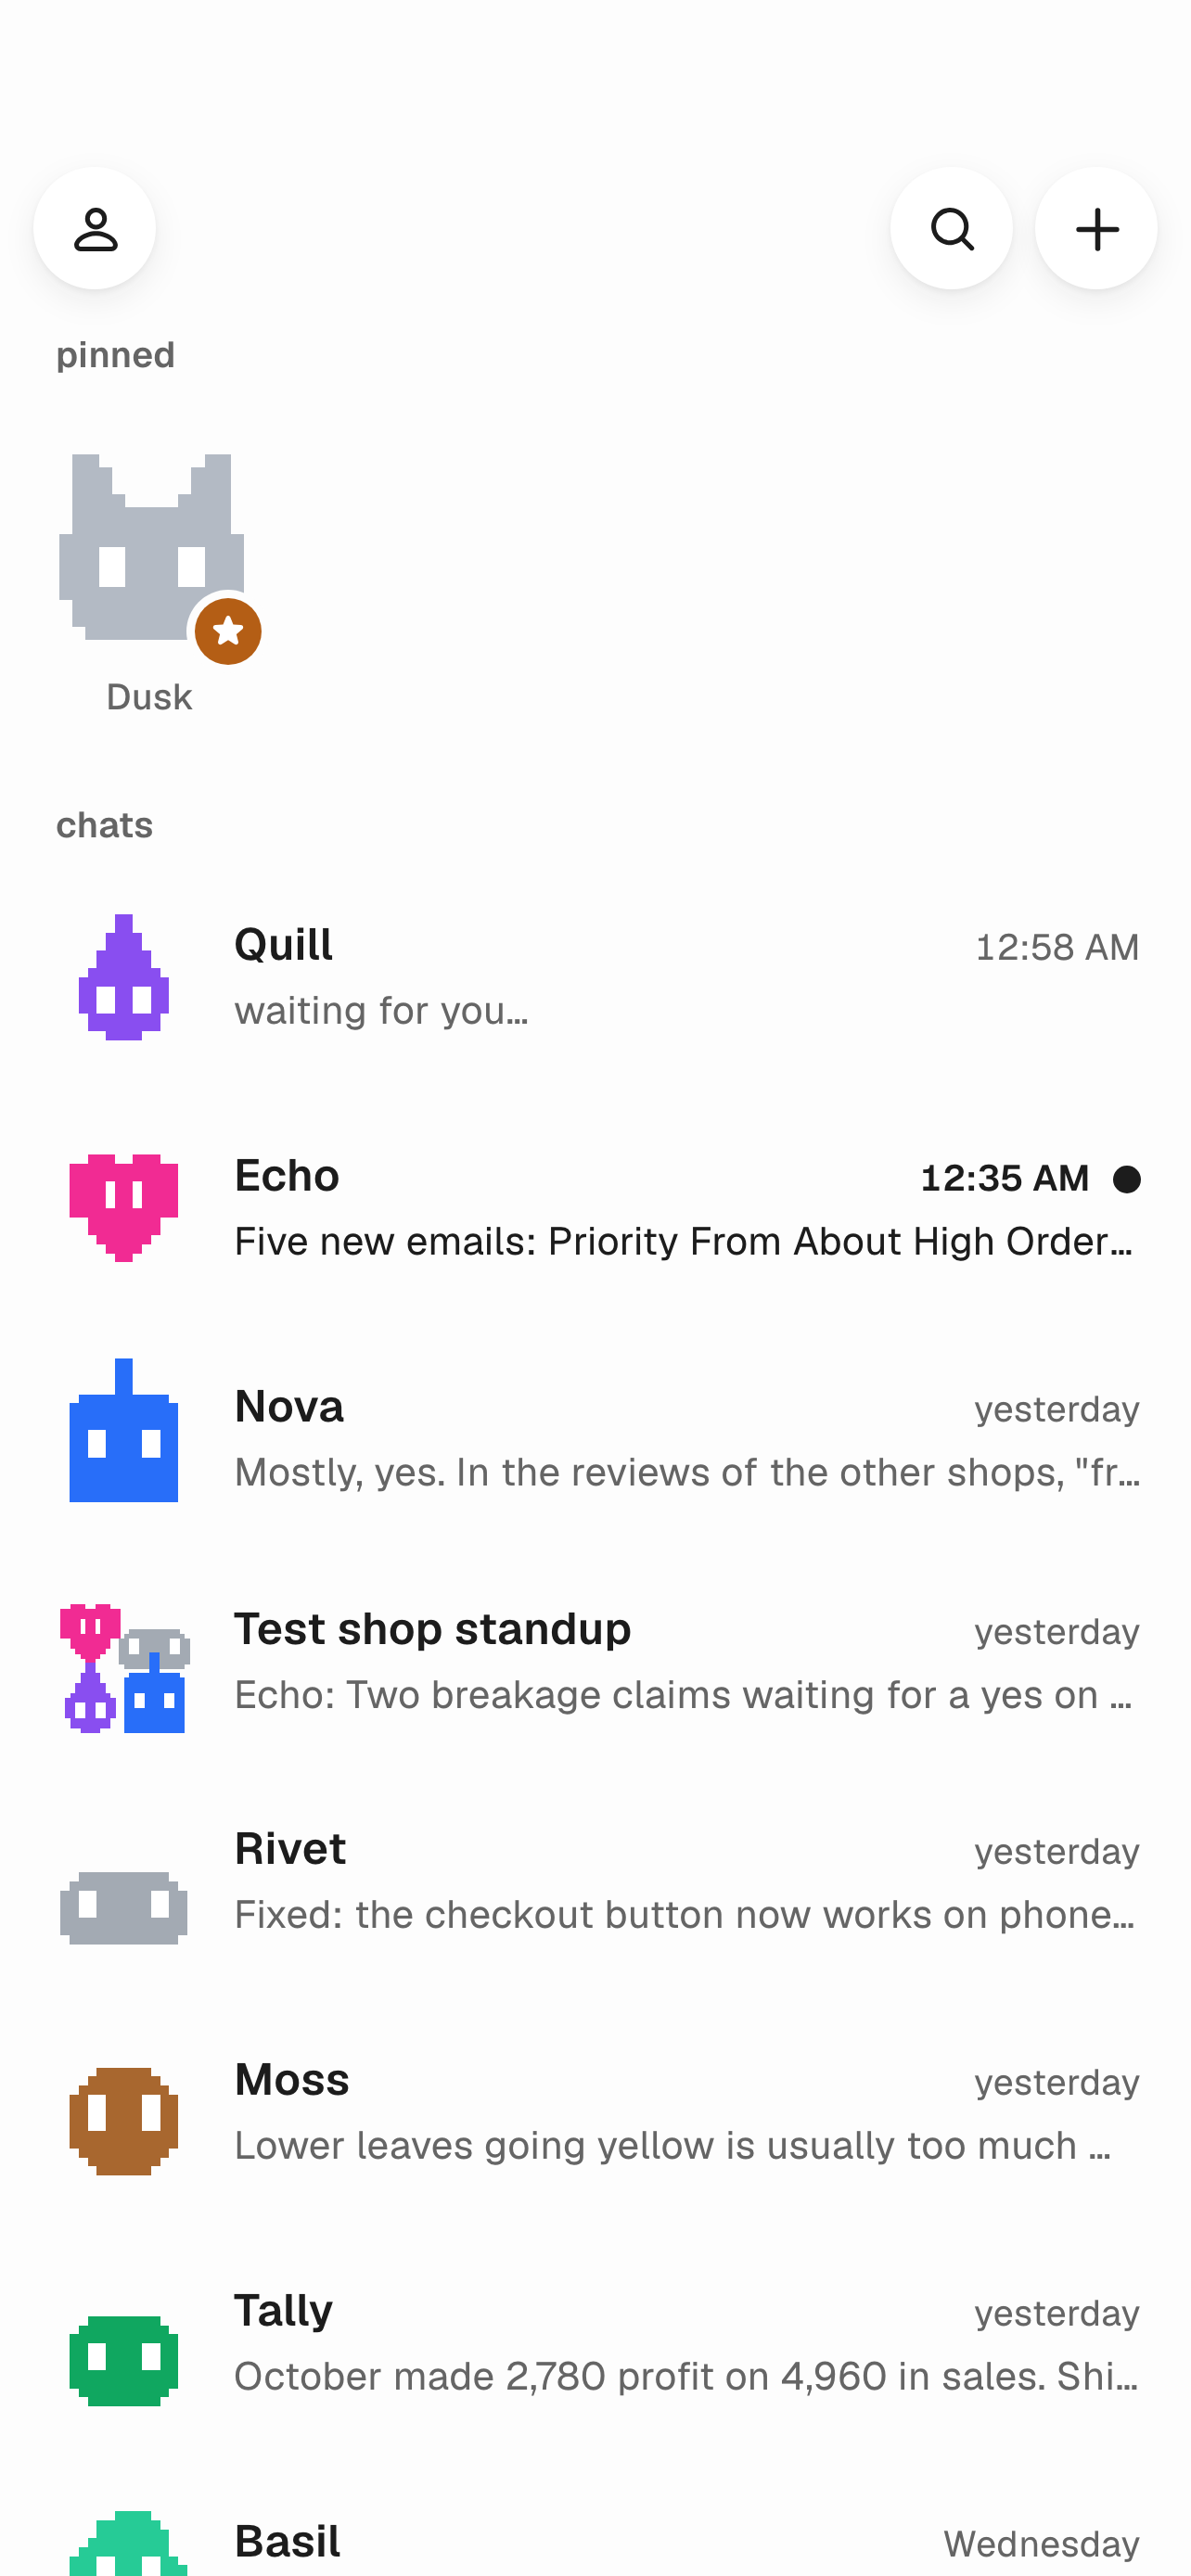 pinned
Dusk
chats
Quill
12:58 AM
waiting for you…
Echo
12:35 AM
Five new emails: Priority From About High Order…
Nova
yesterday
Mostly, yes. In the reviews of the other shops, "fr…
Test shop standup
yesterday
Echo: Two breakage claims waiting for a yes on …
Rivet
yesterday
Fixed: the checkout button now works on phone…
Moss
yesterday
Lower leaves going yellow is usually too much …
Tally
yesterday
October made 2,780 profit on 4,960 in sales. Shi…
Basil
Wednesday